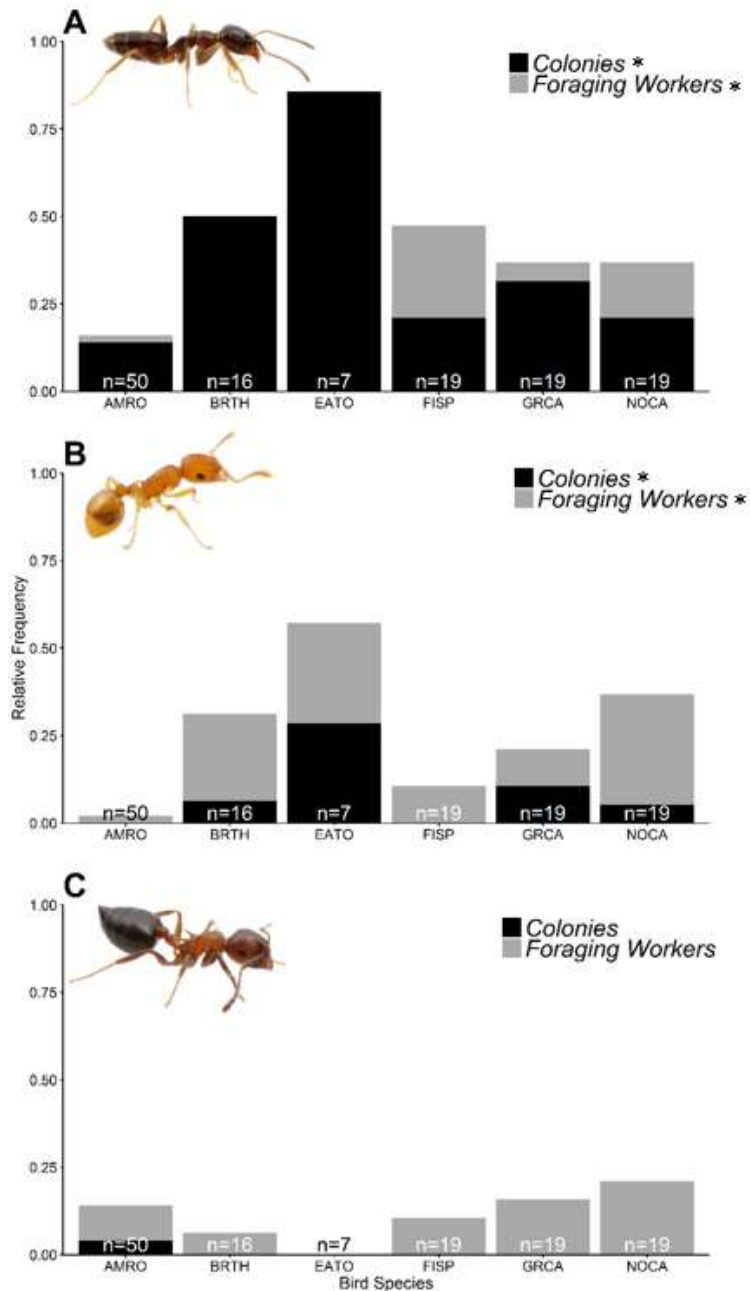 A
Colonies *
Foraging Workers *
1.00
0.75
0.50
0.25
0.00
n=50 n=16 n=7 n=19 n=19 n=19
AMRO BRTH EATO FISP GRCA NOCA
B
Colonies *
Foraging Workers *
1.00
0.75
0.50
0.25
0.00
Relative Frequency
n=50 n=16 n=7 n=19 n=19 n=19
AMRO BRTH EATO FISP GRCA NOCA
C
Colonies
Foraging Workers
1.00
0.75
0.50
0.25
0.00
n=50 n=16 n=7 n=19 n=19 n=19
AMRO BRTH EATO FISP GRCA NOCA
Bird Species